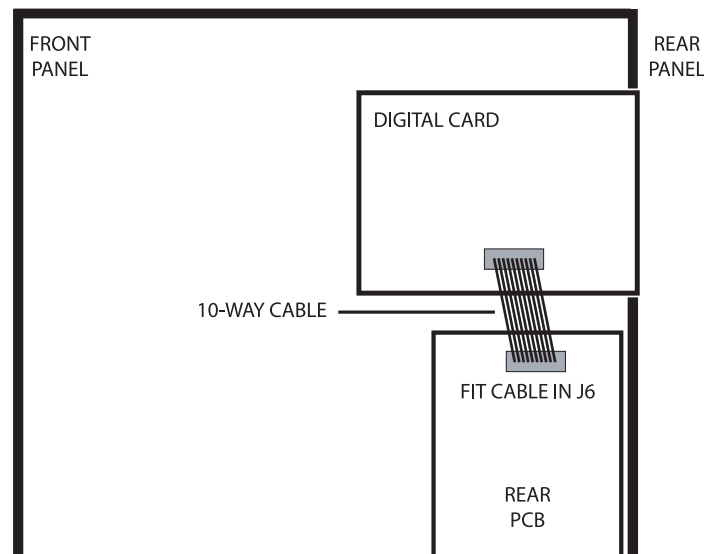 FRONT
PANEL
REAR
PANEL
DIGITAL CARD
10-WAY CABLE
FIT CABLE IN J6
REAR
PCB